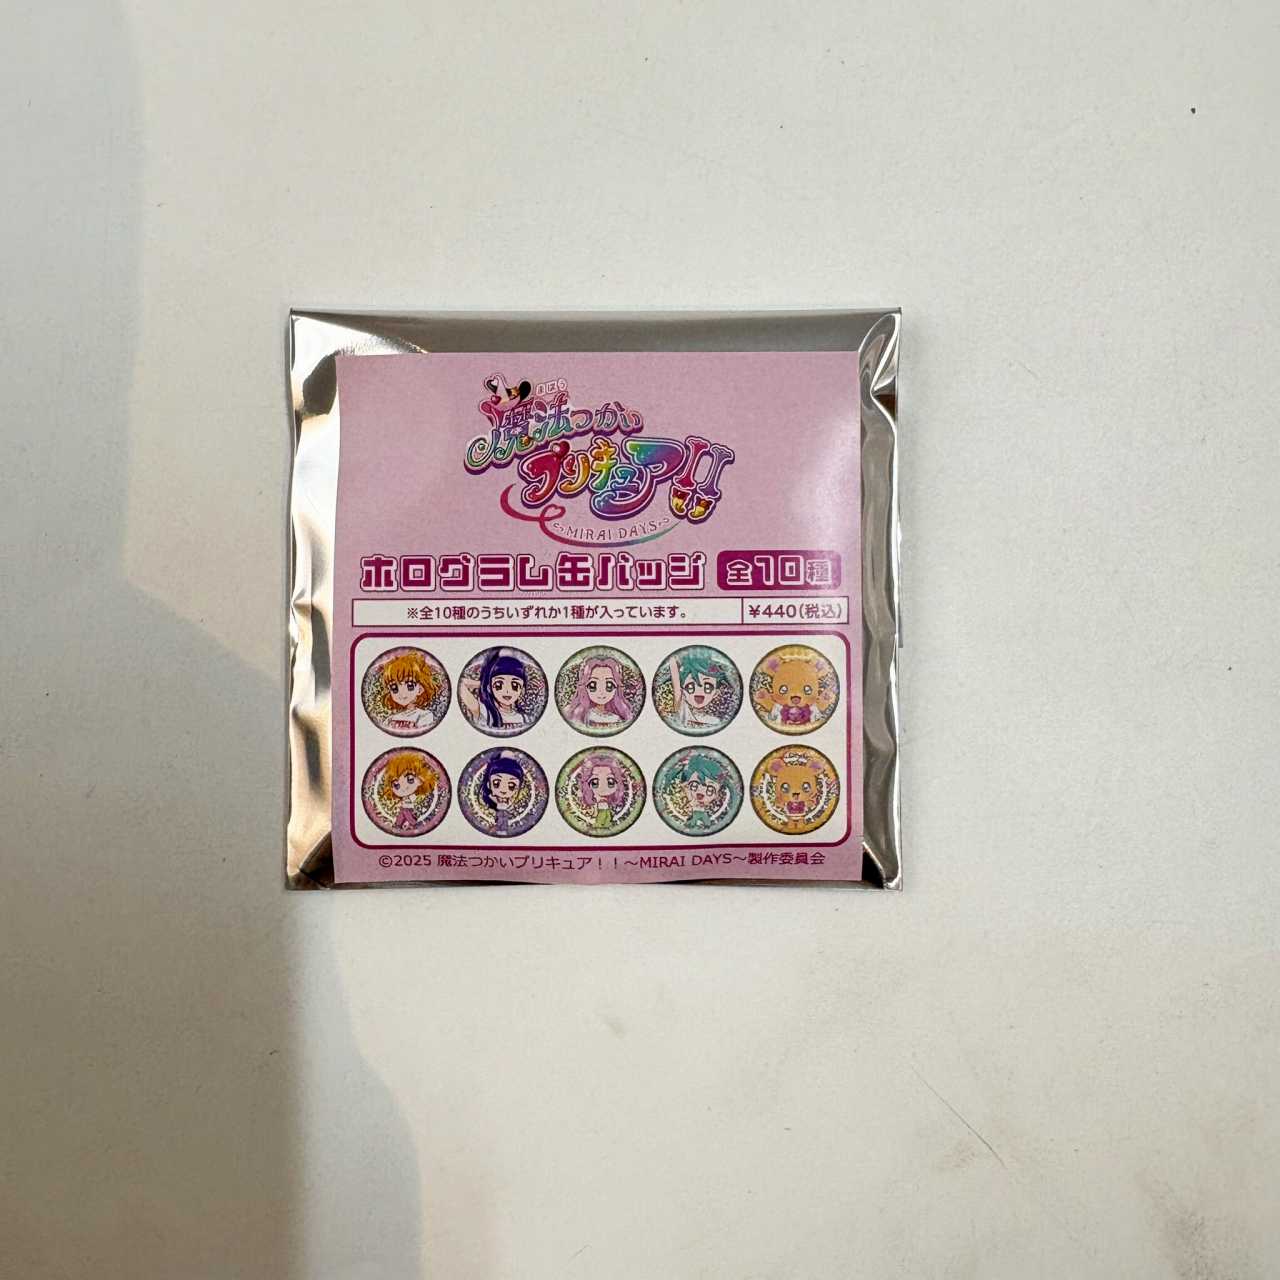 まほう
魔法つかい
プリキュア!!
~MIRAI DAYS~
ホログラム缶バッジ 全10種
※全10種のうちいずれか1種が入っています。 ¥440(税込)
©2025 魔法つかいプリキュア！！～MIRAI DAYS～製作委員会